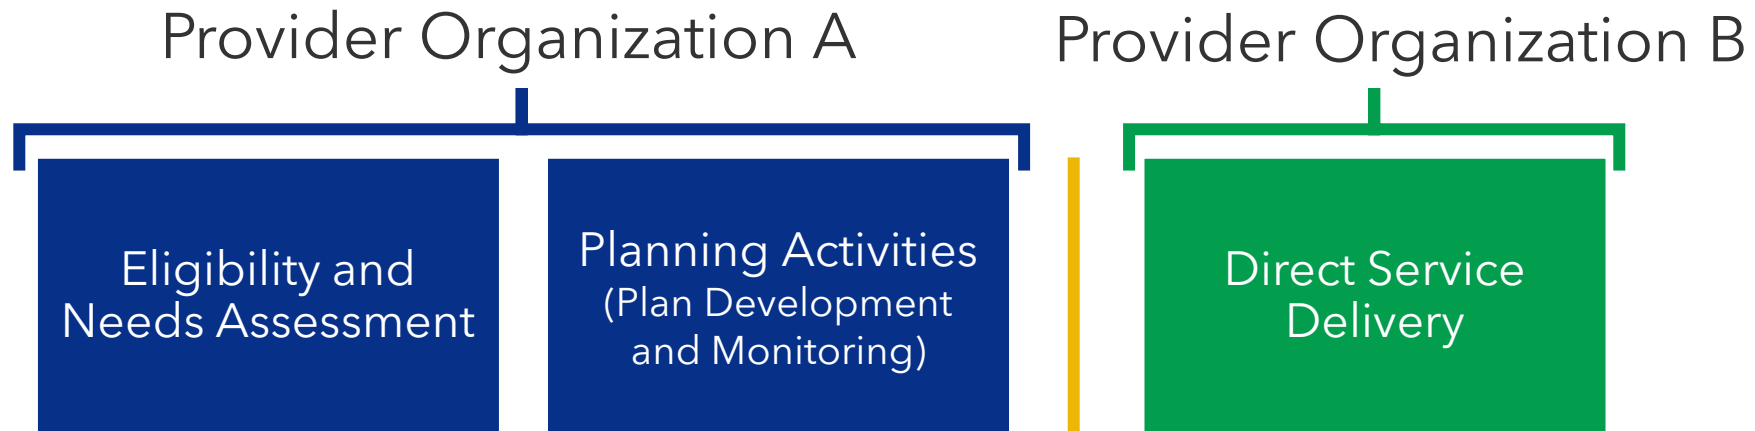 Provider Organization A
Provider Organization B
Eligibility and
Needs Assessment
Planning Activities
(Plan Development
and Monitoring)
Direct Service
Delivery